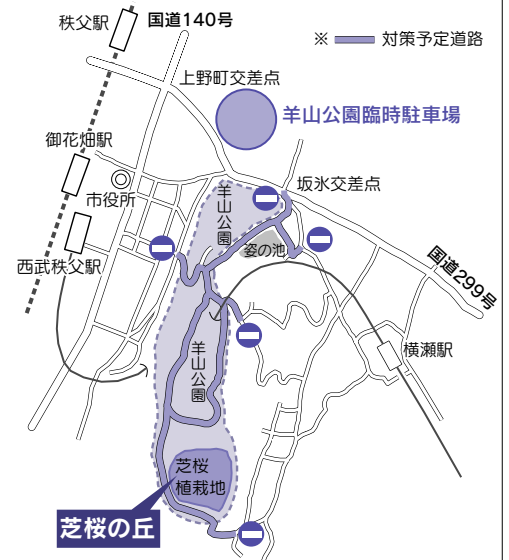 秩父駅
国道140号
※ 対策予定道路
上野町交差点
羊山公園臨時駐車場
御花畑駅
市役所
羊山公園
坂氷交差点
姿の池
西武秩父駅
国道299号
羊山公園
横瀬駅
芝桜
植栽地
芝桜の丘